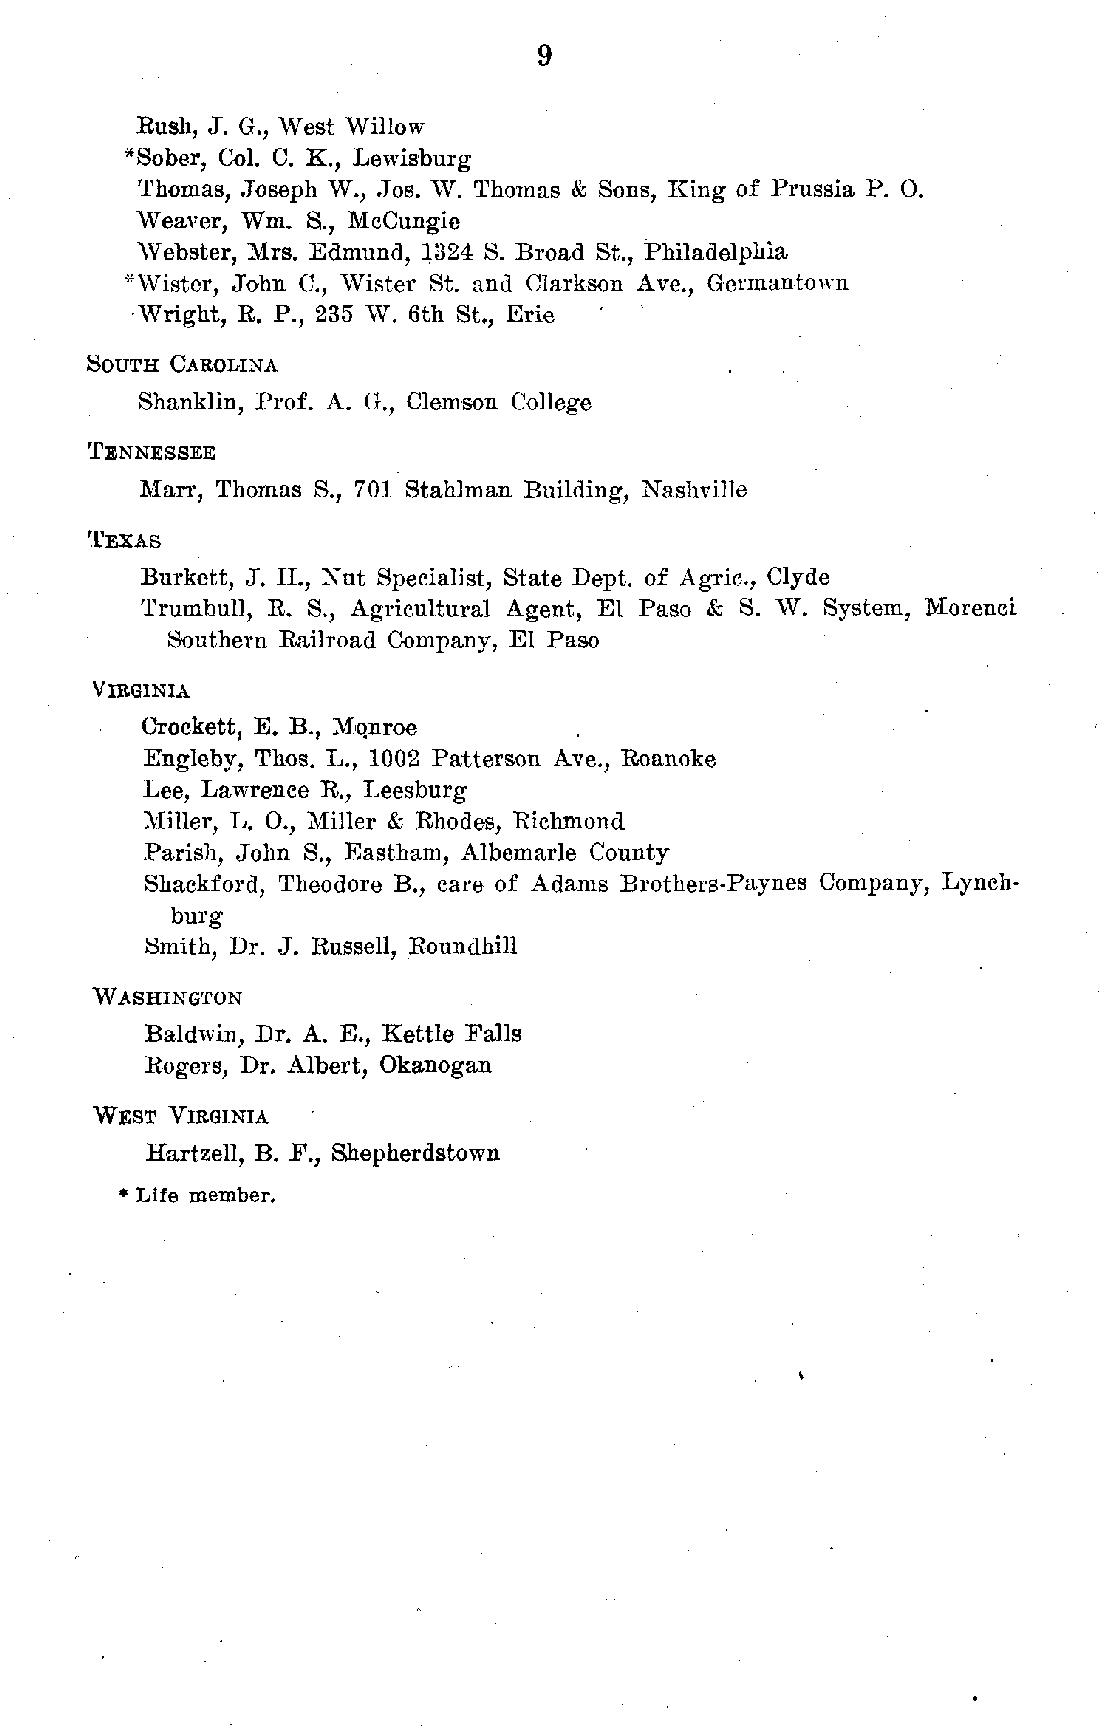 9
Rush, J. G., West Willow
*Sober, Col. C. K., Lewisburg
Thomas, Joseph W., Jos. W. Thomas & Sons, King of Prussia P. O.
Weaver, Wm. S., McCungie
Webster, Mrs. Edmund, 1324 S. Broad St., Philadelphia
*Wister, John C., Wister St. and Clarkson Ave., Germantown
Wright, R. P., 235 W. 6th St., Erie
SOUTH CAROLINA
Shanklin, Prof. A. G., Clemson College
TENNESSEE
Marr, Thomas S., 701 Stahlman Building, Nashville
TEXAS
Burkett, J. H., Nut Specialist, State Dept. of Agric., Clyde
Trumbull, R. S., Agricultural Agent, El Paso & S. W. System, Morenci
Southern Railroad Company, El Paso
VIRGINIA
Crockett, E. B., Monroe
Engleby, Thos. L., 1002 Patterson Ave., Roanoke
Lee, Lawrence R., Leesburg
Miller, L. O., Miller & Rhodes, Richmond
Parish, John S., Eastham, Albemarle County
Shackford, Theodore B., care of Adams Brothers-Paynes Company, Lynch-
burg
Smith, Dr. J. Russell, Roundhill
WASHINGTON
Baldwin, Dr. A. E., Kettle Falls
Rogers, Dr. Albert, Okanogan
WEST VIRGINIA
Hartzell, B. F., Shepherdstown
* Life member.